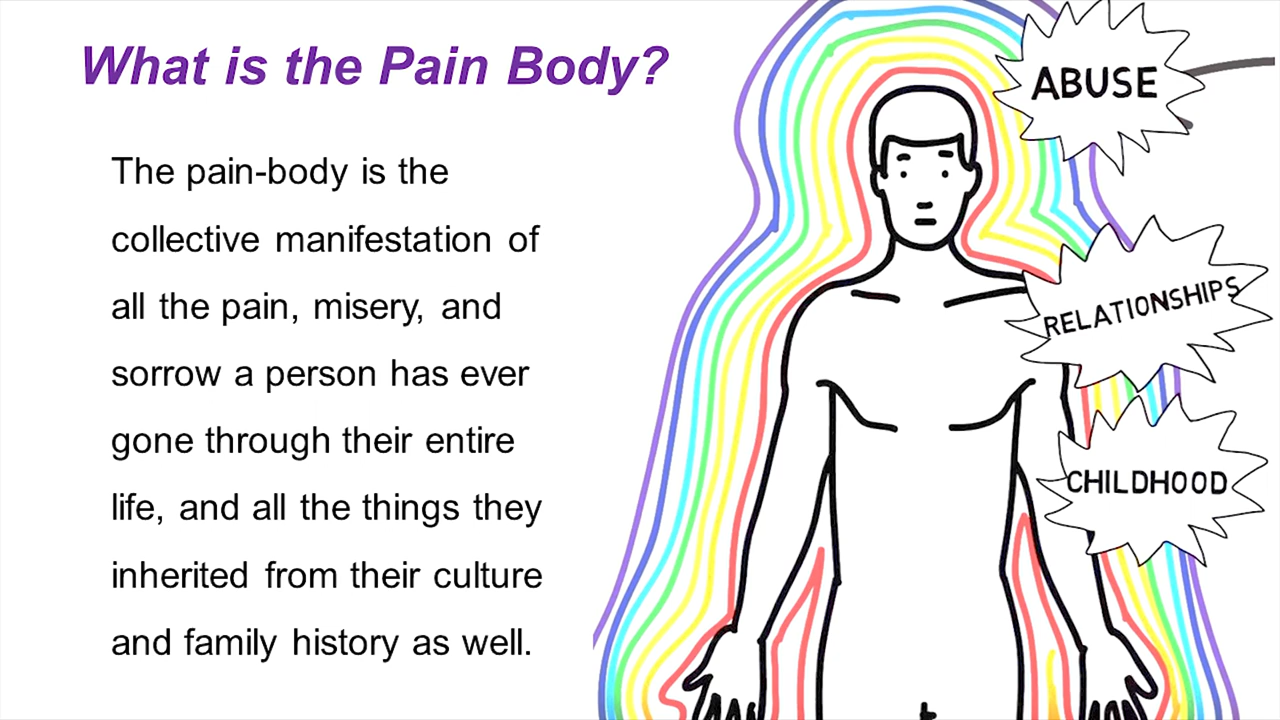 What is the Pain Body?
The pain-body is the
collective manifestation of
all the pain, misery, and
sorrow a person has ever
gone through their entire
life, and all the things they
inherited from their culture
and family history as well.
ABUSE
RELATIONSHIPS
CHILDHOOD